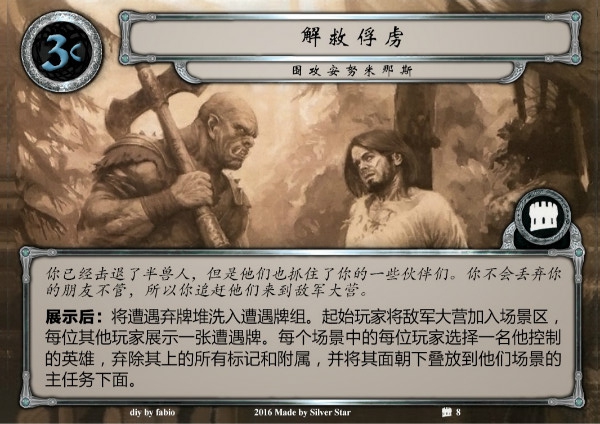 3C
解救俘虏
围攻安努米那斯
你已经击退了半兽人，但是他们也抓住了你的一些伙伴们。你不会丢弃你
的朋友不管，所以你追赶他们来到敌军大营。
展示后：将遭遇弃牌堆洗入遭遇牌组。起始玩家将敌军大营加入场景区，
每位其他玩家展示一张遭遇牌。每个场景中的每位玩家选择一名他控制
的英雄，弃除其上的所有标记和附属，并将其面朝下叠放到他们场景的
主任务下面。
diy by fabio 2016 Made by Silver Star 8